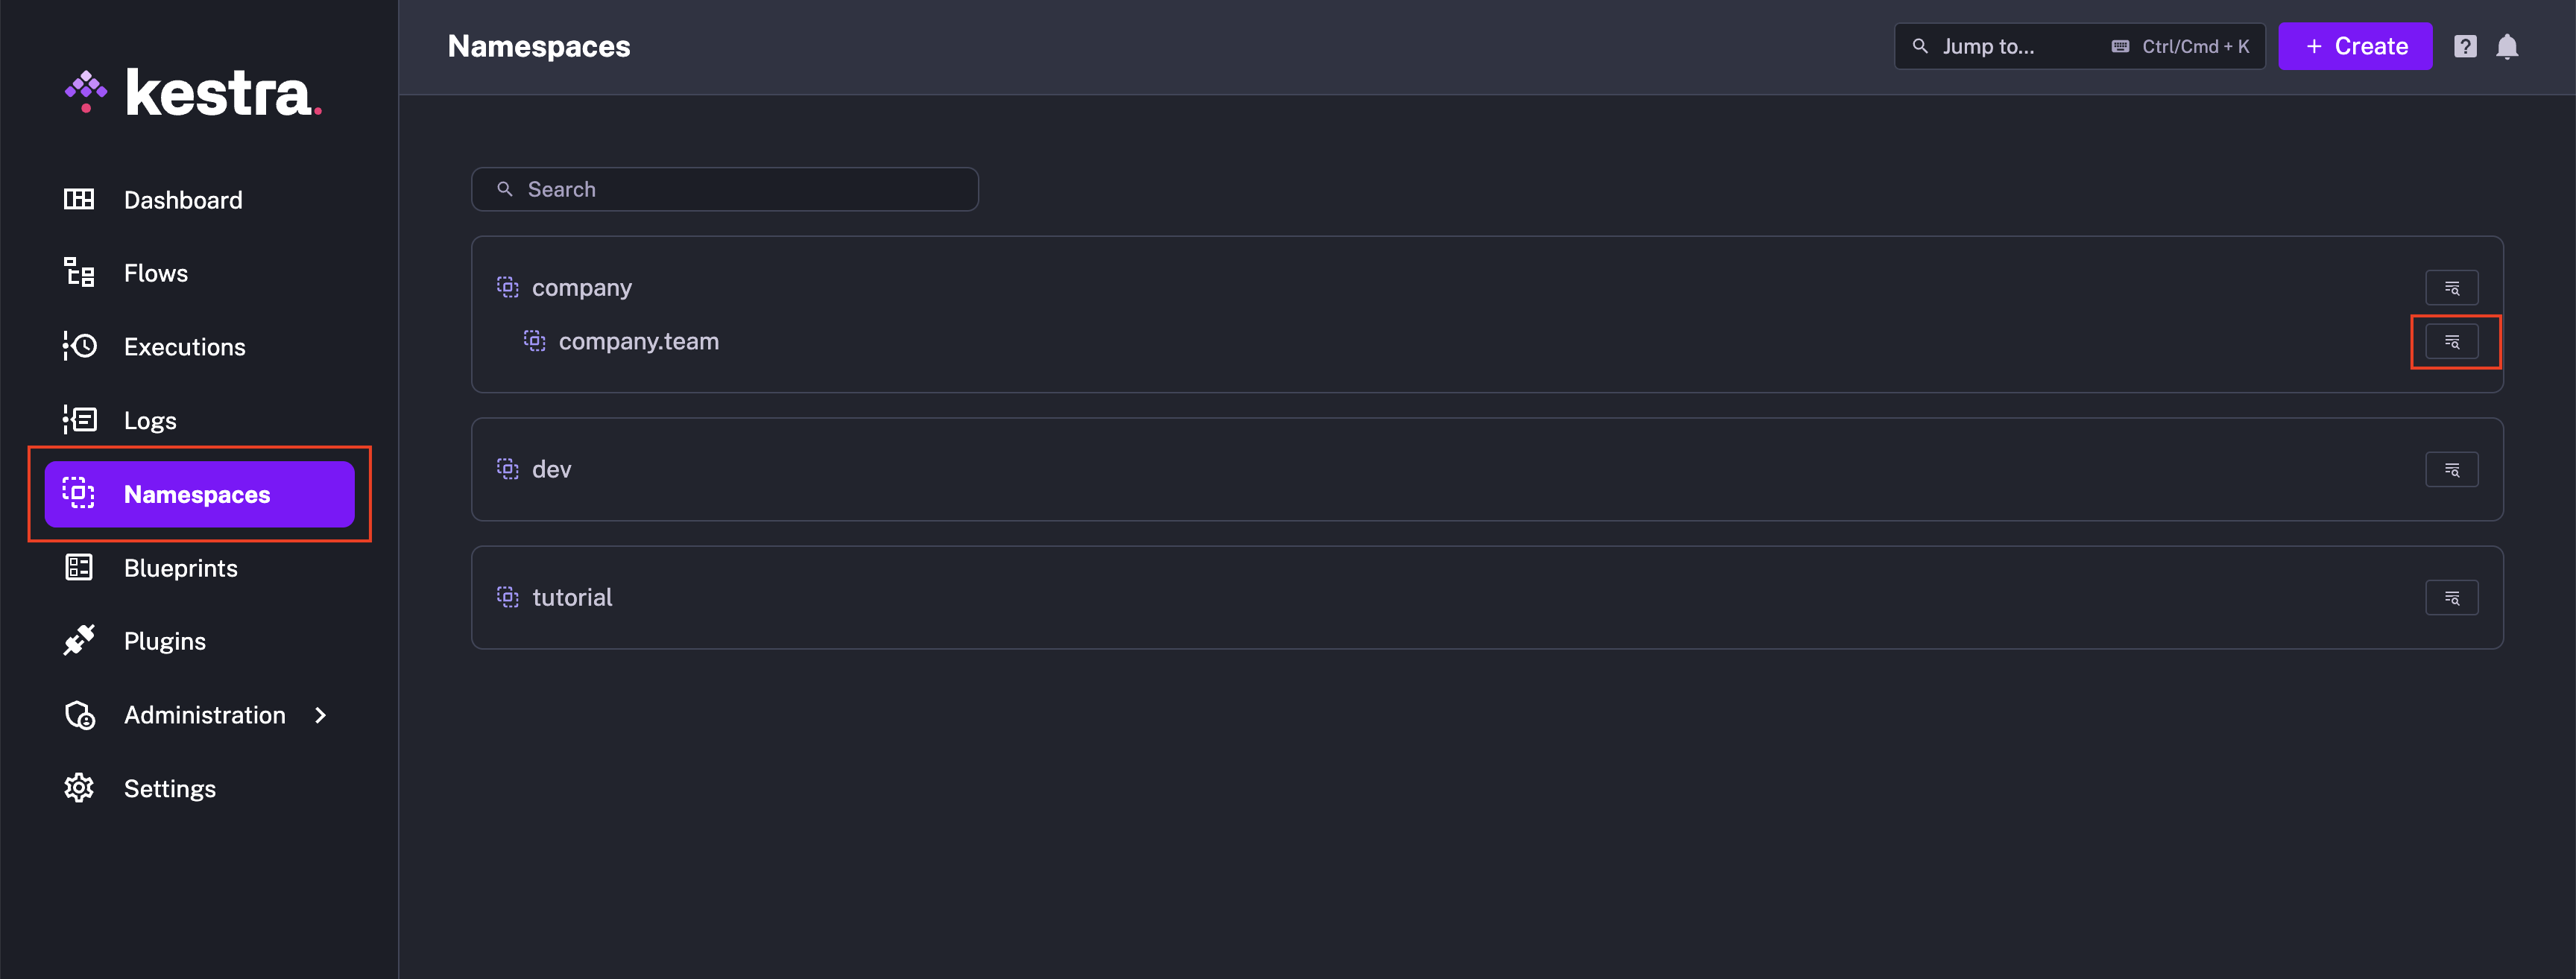 kestra.
Dashboard
Flows
Executions
Logs
Namespaces
Blueprints
Plugins
Administration
Settings
Namespaces
Jump to... Ctrl/Cmd + K + Create ?
Search
company
company.team
dev
tutorial